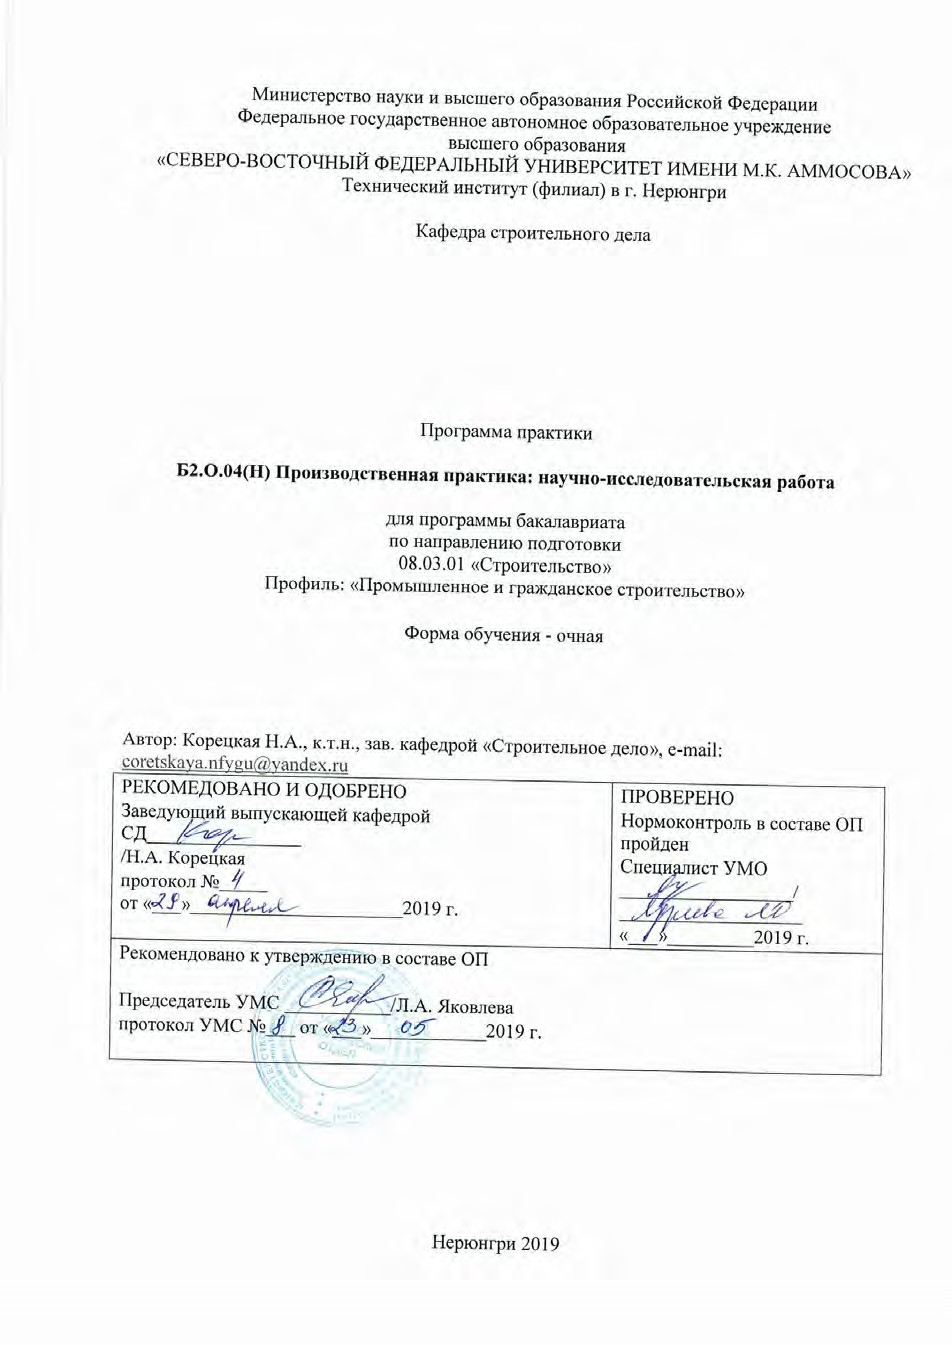 Министерство науки и высшего образования Российской Федерации
Федеральное государственное автономное образовательное учреждение
высшего образования
«СЕВЕРО-ВОСТОЧНЫЙ ФЕДЕРАЛЬНЫЙ УНИВЕРСИТЕТ ИМЕНИ М.К. АММОСОВА»
Технический институт (филиал) в г. Нерюнгри
Кафедра строительного дела
Программа практики
Б2.О.04(Н) Производственная практика: научно-исследовательская работа
для программы бакалавриата
по направлению подготовки
08.03.01 «Строительство»
Профиль: «Промышленное и гражданское строительство»
Форма обучения - очная
Автор: Корецкая Н.А., к.т.н., зав. кафедрой «Строительное дело», e-mail:
coretskaya.nfygu@yandex.ru
РЕКОМЕДОВАНО И ОДОБРЕНО
Заведующий выпускающей кафедрой
СД
/Н.А. Корецкая
протокол № 4
от «29» апреля 2019 г.
ПРОВЕРЕНО
Нормоконтроль в составе ОП
пройден
Специалист УМО
/
«___»_________2019 г.
Рекомендовано к утверждению в составе ОП
Председатель УМС ___________/Л.А. Яковлева
протокол УМС № 8 от «23» 05 2019 г.
Нерюнгри 2019